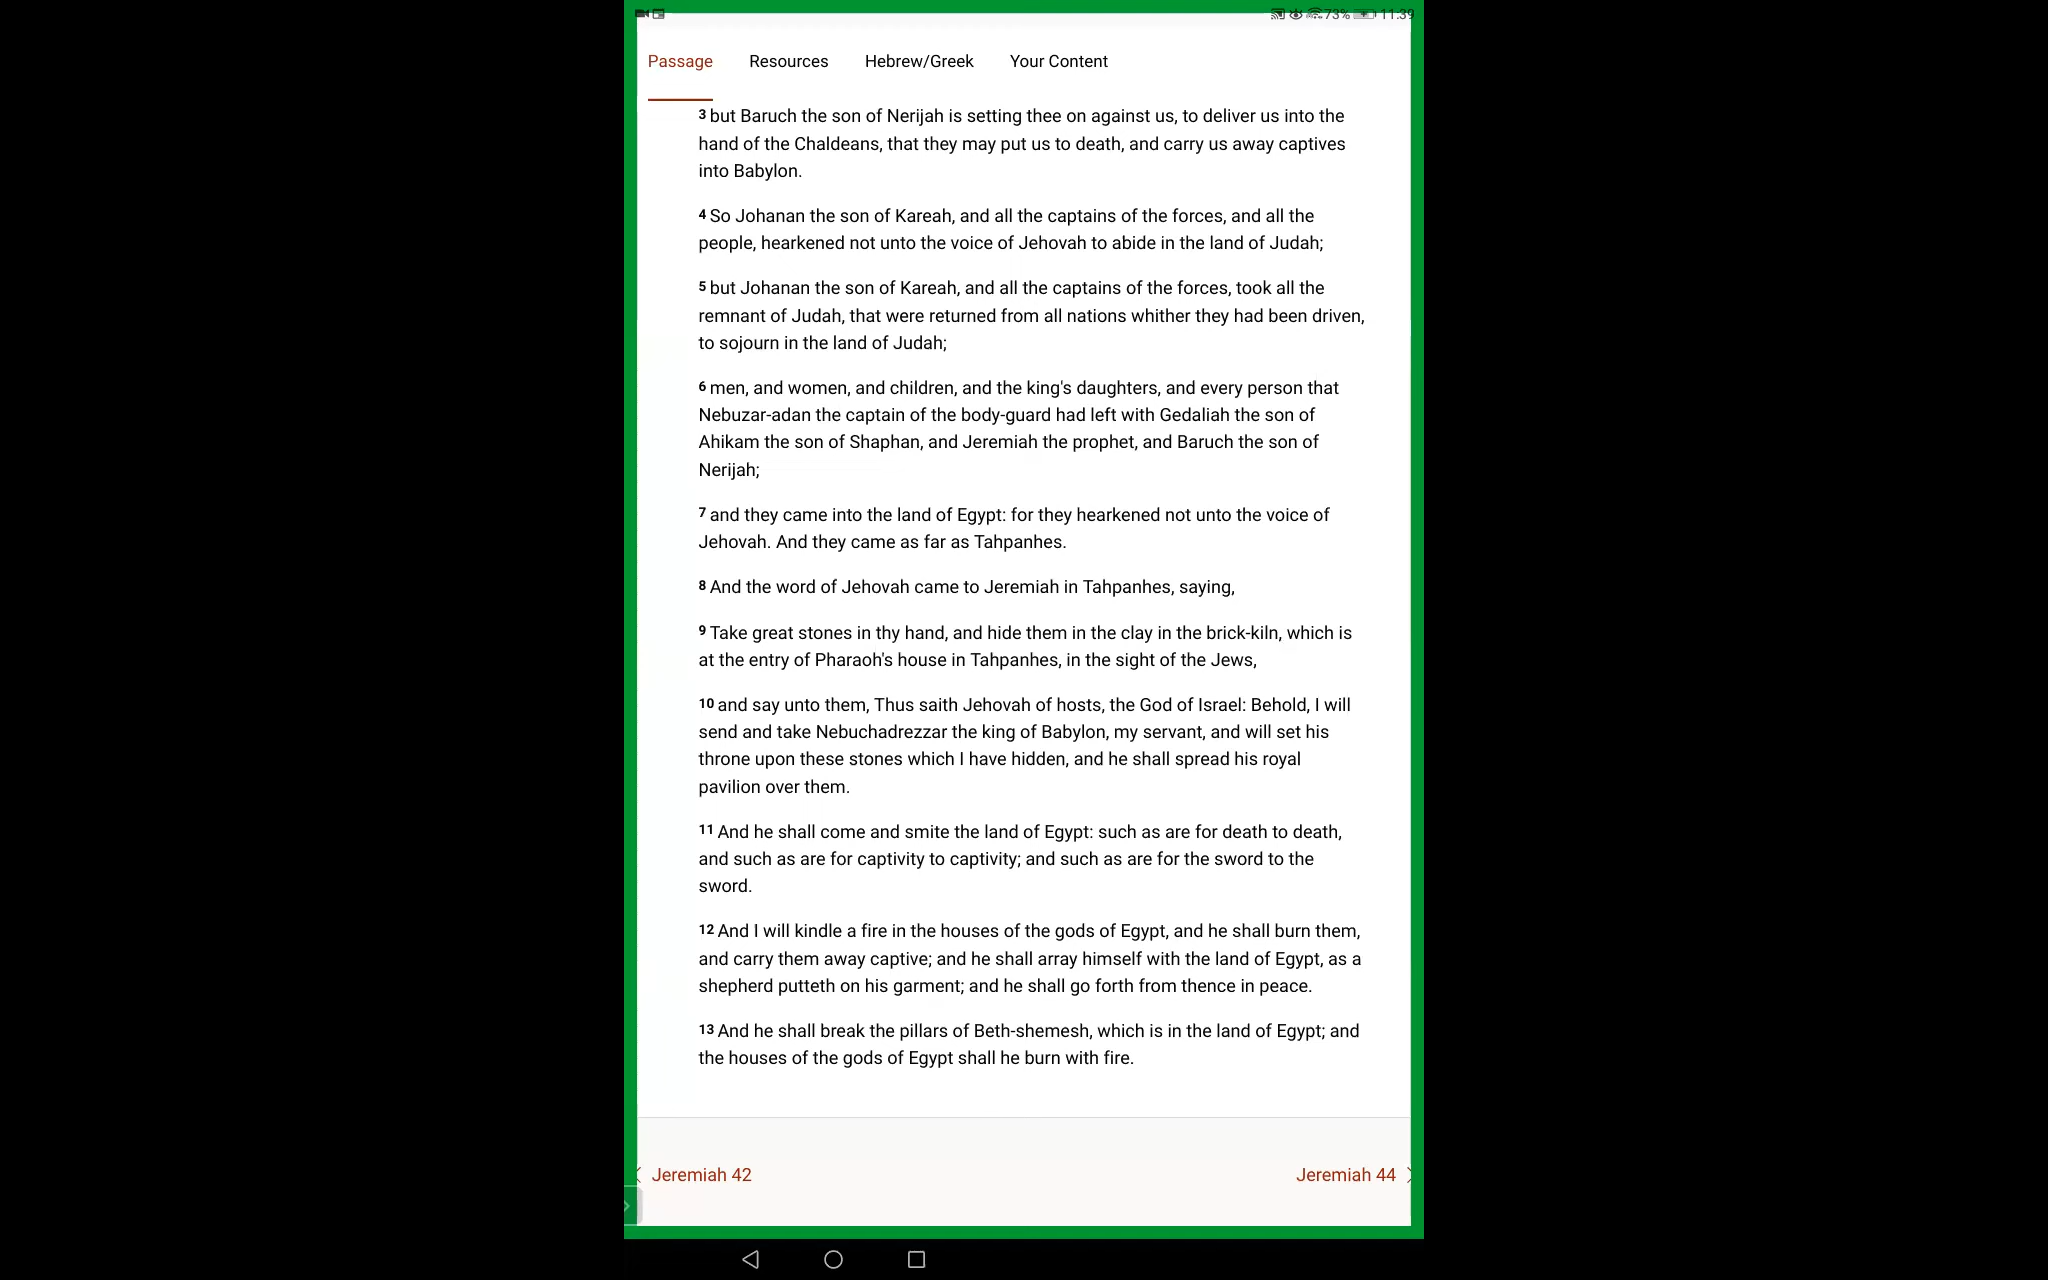 73% 11:39
Passage Resources Hebrew/Greek Your Content
3 but Baruch the son of Nerijah is setting thee on against us, to deliver us into the
hand of the Chaldeans, that they may put us to death, and carry us away captives
into Babylon.
4 So Johanan the son of Kareah, and all the captains of the forces, and all the
people, hearkened not unto the voice of Jehovah to abide in the land of Judah;
5 but Johanan the son of Kareah, and all the captains of the forces, took all the
remnant of Judah, that were returned from all nations whither they had been driven,
to sojourn in the land of Judah;
6 men, and women, and children, and the king's daughters, and every person that
Nebuzar-adan the captain of the body-guard had left with Gedaliah the son of
Ahikam the son of Shaphan, and Jeremiah the prophet, and Baruch the son of
Nerijah;
7 and they came into the land of Egypt: for they hearkened not unto the voice of
Jehovah. And they came as far as Tahpanhes.
8 And the word of Jehovah came to Jeremiah in Tahpanhes, saying,
9 Take great stones in thy hand, and hide them in the clay in the brick-kiln, which is
at the entry of Pharaoh's house in Tahpanhes, in the sight of the Jews,
10 and say unto them, Thus saith Jehovah of hosts, the God of Israel: Behold, I will
send and take Nebuchadrezzar the king of Babylon, my servant, and will set his
throne upon these stones which I have hidden, and he shall spread his royal
pavilion over them.
11 And he shall come and smite the land of Egypt: such as are for death to death,
and such as are for captivity to captivity; and such as are for the sword to the
sword.
12 And I will kindle a fire in the houses of the gods of Egypt, and he shall burn them,
and carry them away captive; and he shall array himself with the land of Egypt, as a
shepherd putteth on his garment; and he shall go forth from thence in peace.
13 And he shall break the pillars of Beth-shemesh, which is in the land of Egypt; and
the houses of the gods of Egypt shall he burn with fire.
Jeremiah 42 Jeremiah 44